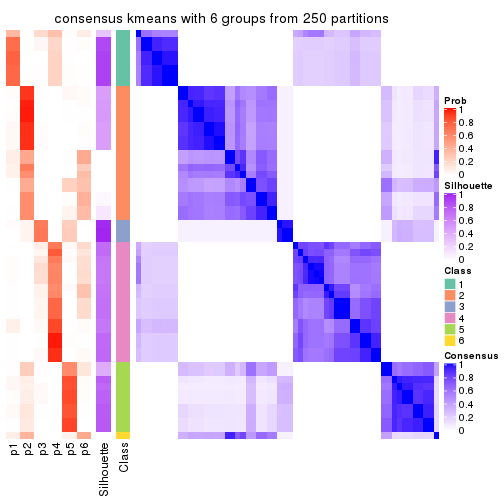 consensus kmeans with 6 groups from 250 partitions
Prob
1
0.8
0.6
0.4
0.2
0
Silhouette
1
0.8
0.6
0.4
0.2
0
Class
1
2
3
4
5
6
Consensus
1
0.8
0.6
0.4
0.2
0
p1
p2
p3
p4
p5
p6
Silhouette
Class